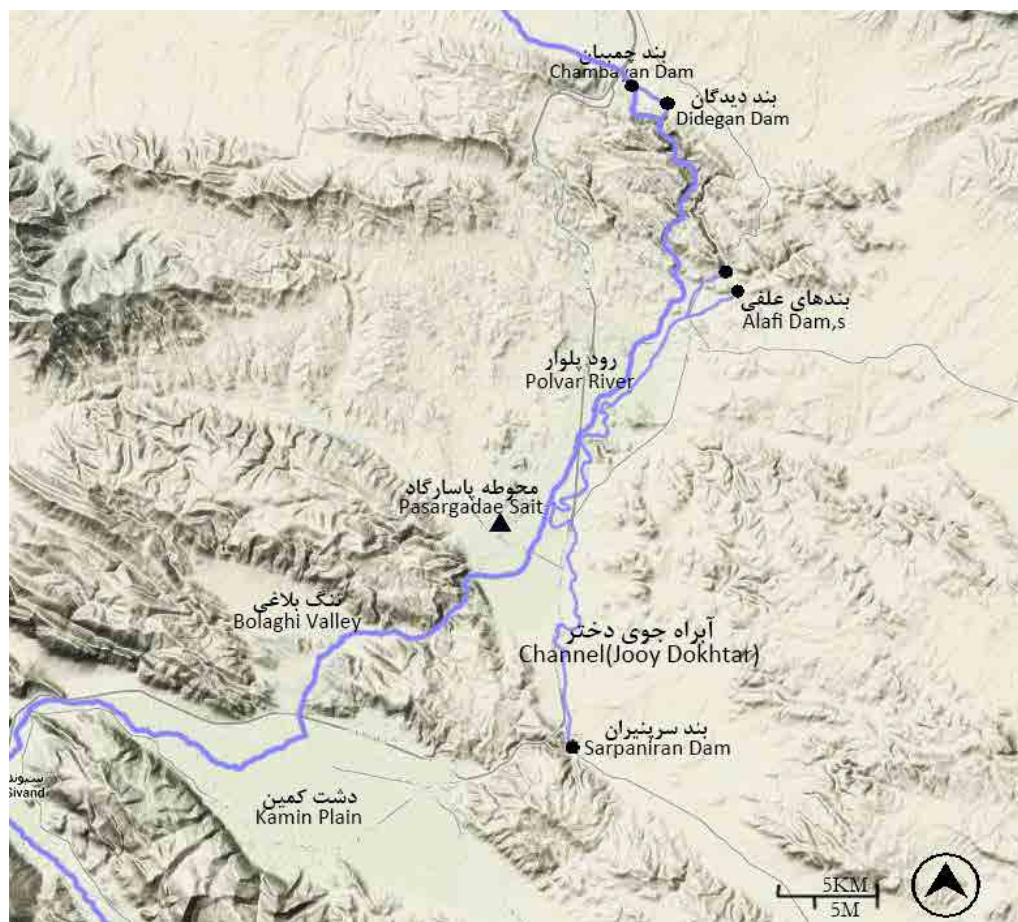 بند چمبیان
Chambayan Dam
بند دیدگان
Didegan Dam
بندهای علفی
Alafi Dam,s
رود پلوار
Polvar River
محوطه پاسارگاد
Pasargadae Sait
تنگ بلاغی
Bolaghi Valley
آبراه جوی دختر
Channel(Jooy Dokhtar)
بند سرپنیران
Sarpaniran Dam
سیوند
Sivand
دشت کمین
Kamin Plain
5KM
5M